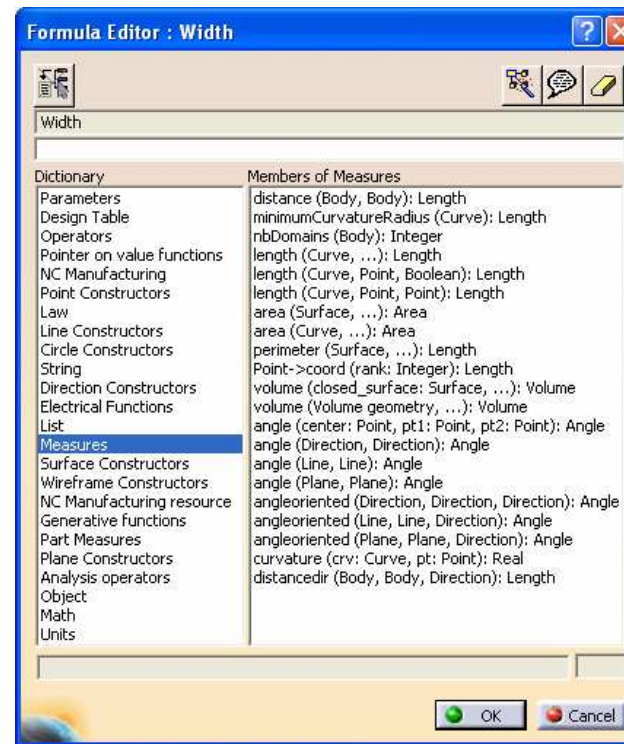 Formula Editor : Width
Width
Dictionary
Members of Measures
Parameters
Design Table
Operators
Pointer on value functions
NC Manufacturing
Point Constructors
Law
Line Constructors
Circle Constructors
String
Direction Constructors
Electrical Functions
List
Measures
Surface Constructors
Wireframe Constructors
NC Manufacturing resource
Generative functions
Part Measures
Plane Constructors
Analysis operators
Object
Math
Units
distance (Body, Body): Length
minimumCurvatureRadius (Curve): Length
nbDomains (Body): Integer
length (Curve, ...): Length
length (Curve, Point, Boolean): Length
length (Curve, Point, Point): Length
area (Surface, ...): Area
area (Curve, ...): Area
perimeter (Surface, ...): Length
Point->coord (rank: Integer): Length
volume (closed_surface: Surface, ...): Volume
volume (Volume geometry, ...): Volume
angle (center: Point, pt1: Point, pt2: Point): Angle
angle (Direction, Direction): Angle
angle (Line, Line): Angle
angle (Plane, Plane): Angle
angleoriented (Direction, Direction, Direction): Angle
angleoriented (Line, Line, Direction): Angle
angleoriented (Plane, Plane, Direction): Angle
curvature (crv: Curve, pt: Point): Real
distancedir (Body, Body, Direction): Length
OK
Cancel